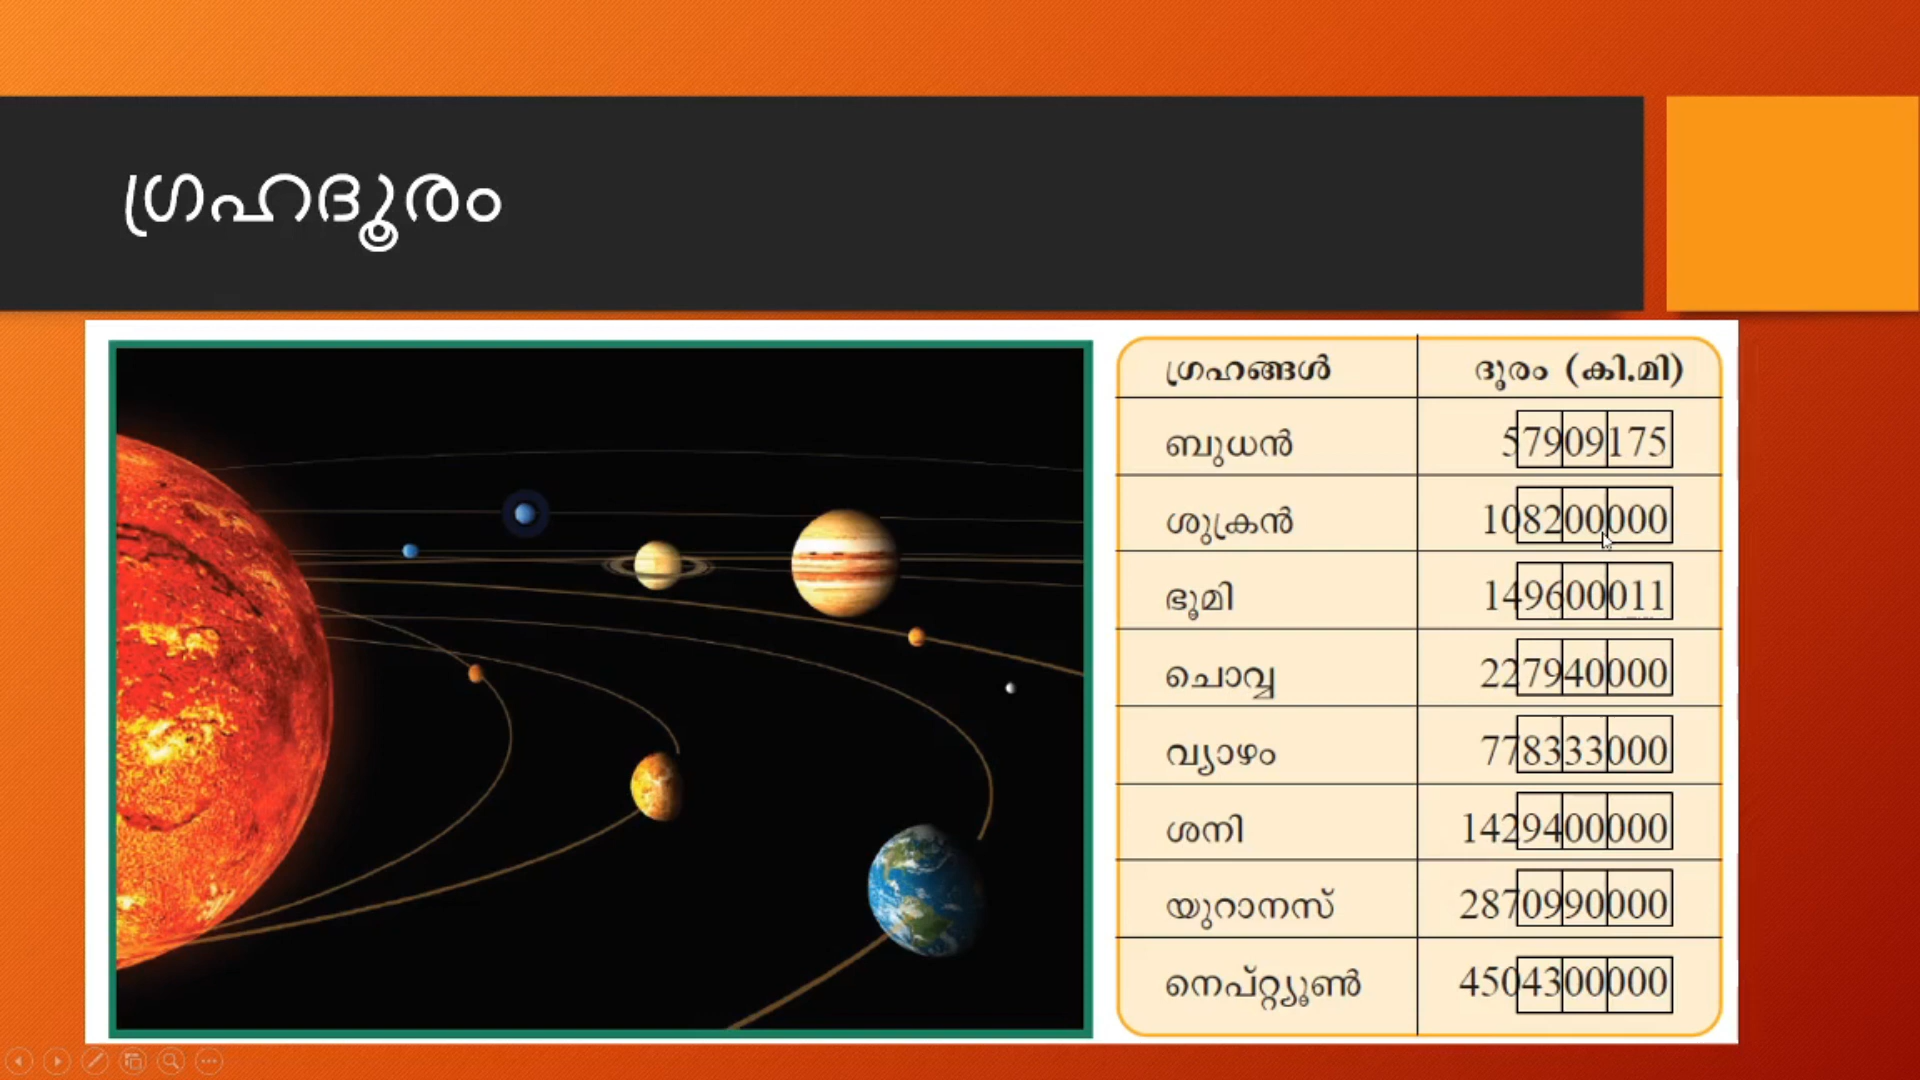 ഗ്രഹദൂരം
ഗ്രഹങ്ങൾ ദൂരം (കി.മി)
ബുധൻ 57909175
ശുക്രൻ 108200000
ഭൂമി 149600011
ചൊവ്വ 227940000
വ്യാഴം 778333000
ശനി 1429400000
യുറാനസ് 2870990000
നെപ്റ്റ്യൂൺ 4504300000